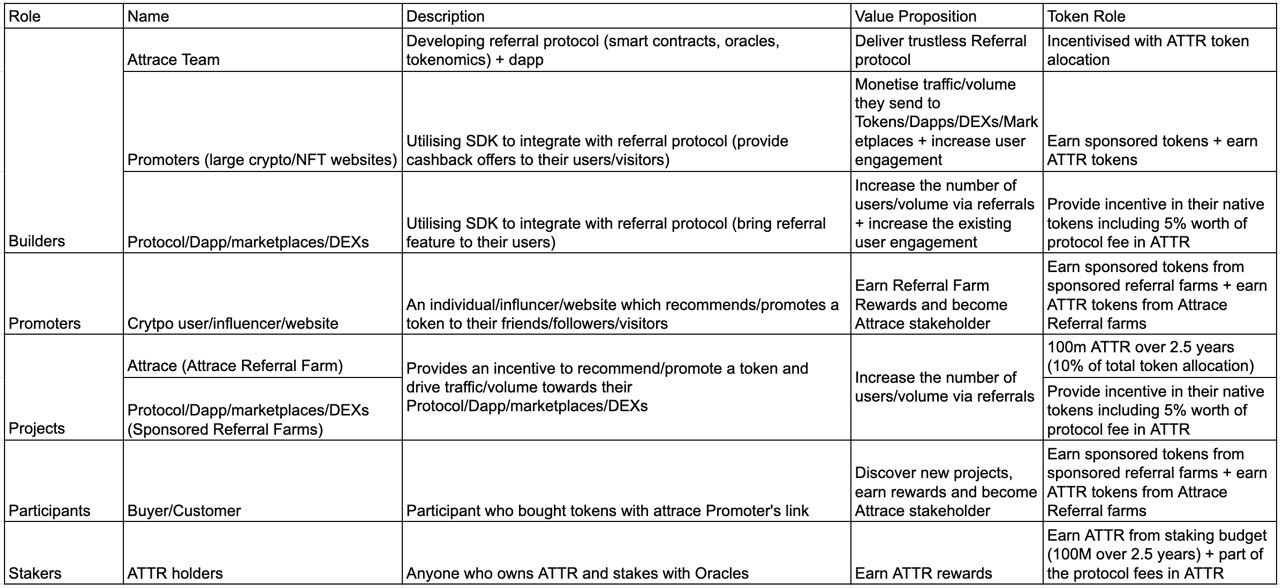 Role Name Description Value Proposition Token Role
Attrace Team
Developing referral protocol (smart contracts, oracles,
tokenomics) + dapp
Deliver trustless Referral
protocol
Incentivised with ATTR token
alocation
Builders
Promoters (large crypto/NFT websites)
Utilising SDK to integrate with referral protocol (provide
cashback offers to their users/visitors)
Monetise traffic/volume
they send to
Tokens/Dapps/DEXs/Mark
etplaces + increase user
engagement
Earn sponsored tokens + earn
ATTR tokens
Protocol/Dapp/marketplaces/DEXs
Utilising SDK to integrate with referral protocol (bring referral
feature to their users)
Increase the number of
users/volume via referrals
+ increase the existing
user engagement
Provide incentive in their native
tokens including 5% worth of
protocol fee in ATTR
Promoters
Crytpo user/influencer/website
An individual/influncer/website which recommends/promotes a
token to their friends/followers/visitors
Earn Referral Farm
Rewards and become
Attrace stakeholder
Earn sponsored tokens from
sponsored referral farms + earn
ATTR tokens from Attrace
Referral farms
Projects
Attrace (Attrace Referral Farm)
Provides an incentive to recommend/promote a token and
drive traffic/volume towards their
Protocol/Dapp/marketplaces/DEXs
Increase the number of
users/volume via referrals
100m ATTR over 2.5 years
(10% of total token allocation)
Protocol/Dapp/marketplaces/DEXs
(Sponsored Referral Farms)
Provide incentive in their native
tokens including 5% worth of
protocol fee in ATTR
Participants
Buyer/Customer
Participant who bought tokens with attrace Promoter's link
Discover new projects,
earn rewards and become
Attrace stakeholder
Earn sponsored tokens from
sponsored referral farms + earn
ATTR tokens from Attrace
Referral farms
Stakers
ATTR holders
Anyone who owns ATTR and stakes with Oracles
Earn ATTR rewards
Earn ATTR from staking budget
(100M over 2.5 years) + part of
the protocol fees in ATTR